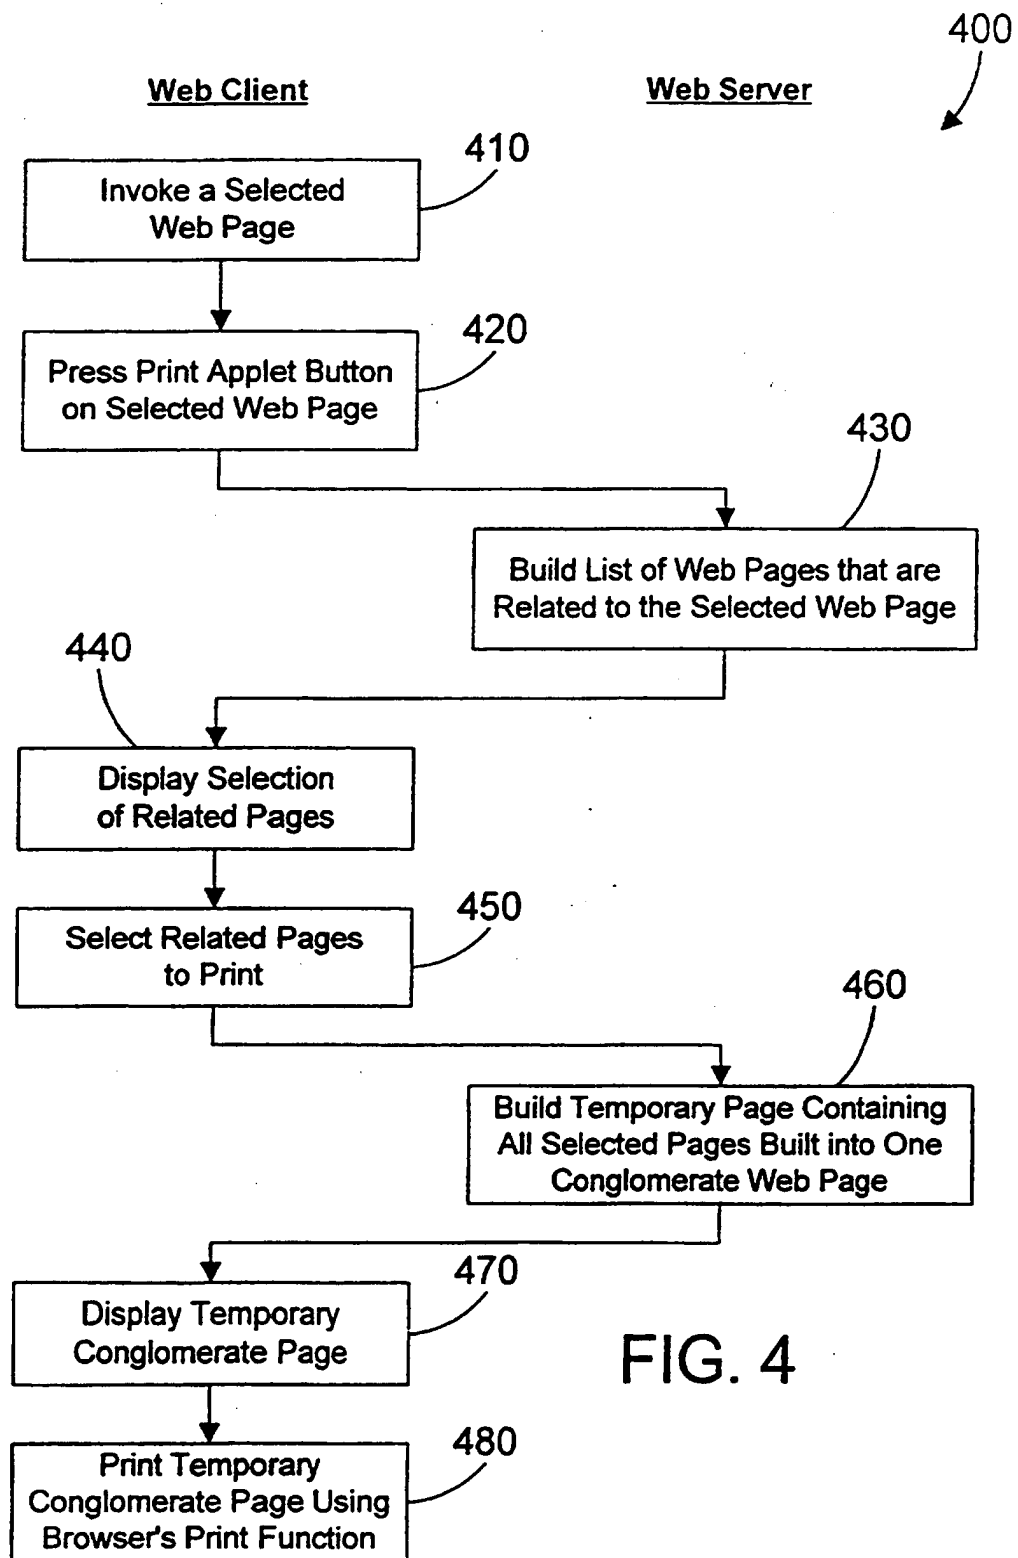 400
Web Client
Web Server
410
Invoke a Selected
Web Page
420
Press Print Applet Button
on Selected Web Page
430
Build List of Web Pages that are
Related to the Selected Web Page
440
Display Selection
of Related Pages
450
Select Related Pages
to Print
460
Build Temporary Page Containing
All Selected Pages Built into One
Conglomerate Web Page
470
Display Temporary
Conglomerate Page
FIG. 4
480
Print Temporary
Conglomerate Page Using
Browser's Print Function